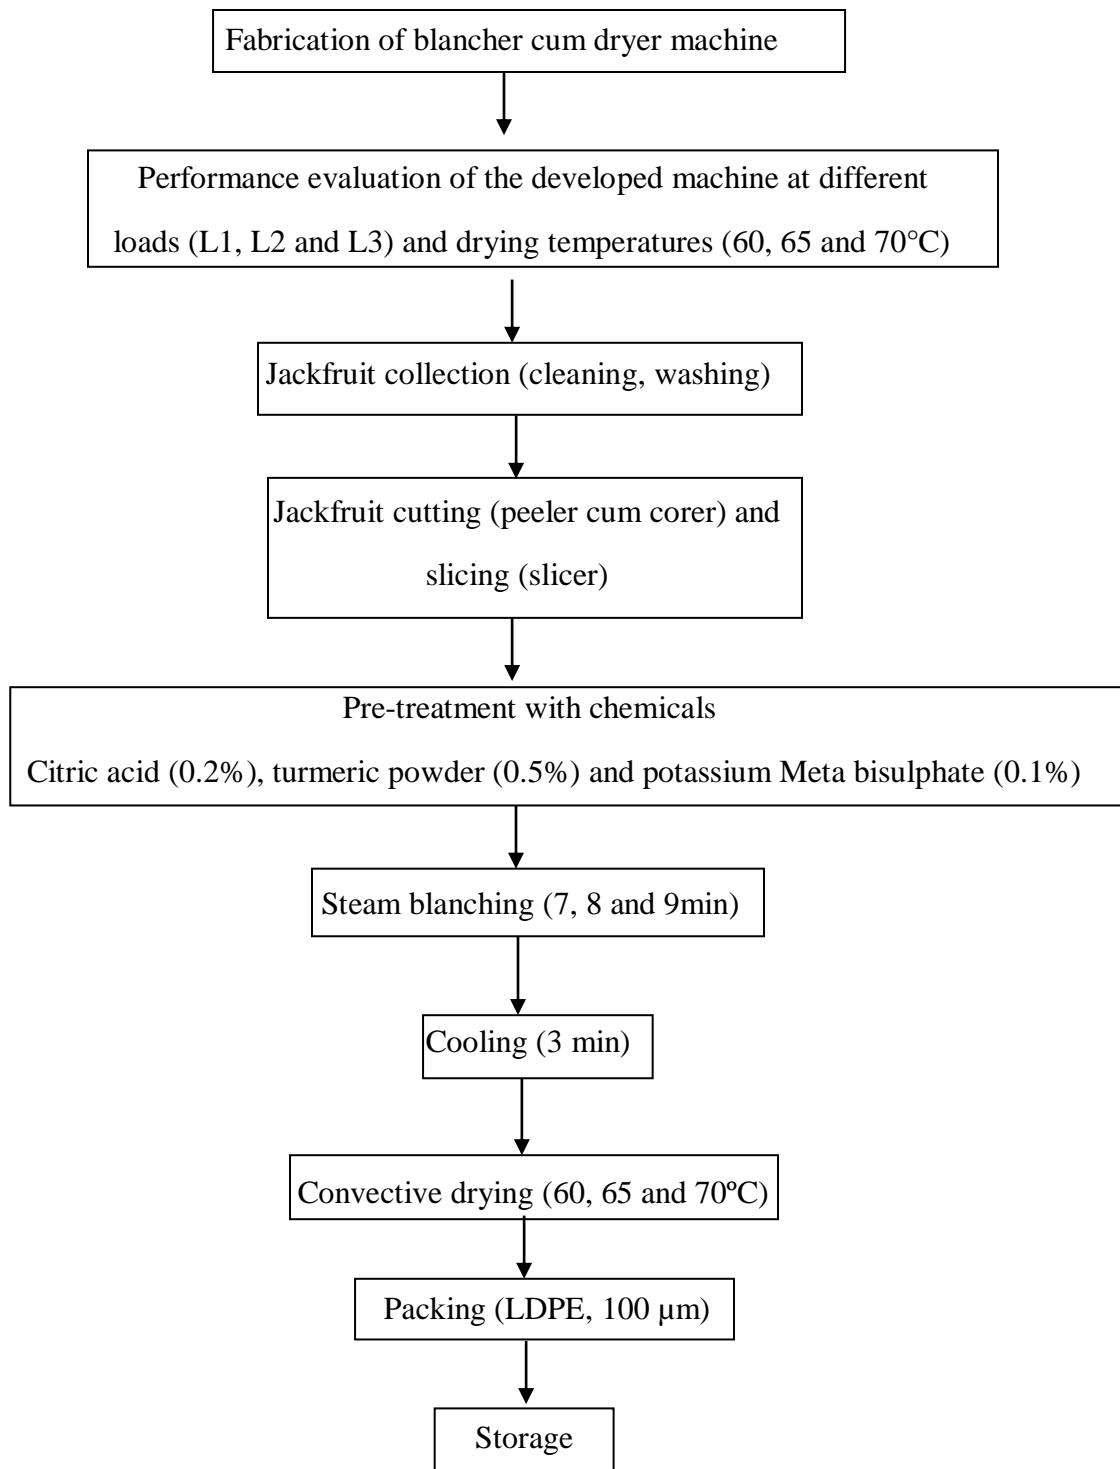 Fabrication of blancher cum dryer machine
Performance evaluation of the developed machine at different
loads (L1, L2 and L3) and drying temperatures (60, 65 and 70°C)
Jackfruit collection (cleaning, washing)
Jackfruit cutting (peeler cum corer) and
slicing (slicer)
Pre-treatment with chemicals
Citric acid (0.2%), turmeric powder (0.5%) and potassium Meta bisulphate (0.1%)
Steam blanching (7, 8 and 9min)
Cooling (3 min)
Convective drying (60, 65 and 70ºC)
Packing (LDPE, 100 µm)
Storage